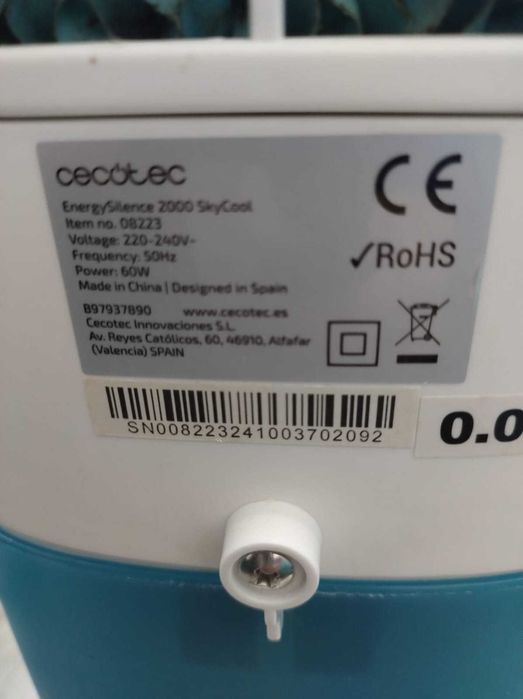 cecotec
CE
EnergySilence 2000 SkyCool
Item no. 08223
Voltage: 220-240V~
Frequency: 50Hz
Power: 60W
Made in China | Designed in Spain
✓RoHS
B97937890 www.cecotec.es
Cecotec Innovaciones S.L.
Av. Reyes Católicos, 60, 46910, Alfafar
(Valencia) SPAIN
SN008223241003702092
0.0